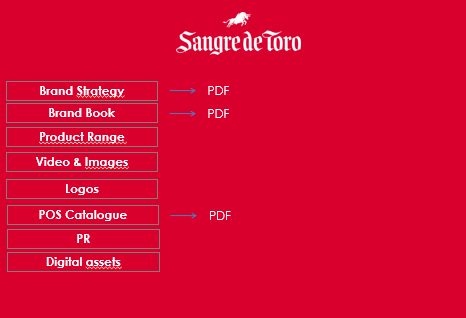 Sangre de Toro
Brand Strategy PDF
Brand Book PDF
Product Range
Video & Images
Logos
POS Catalogue PDF
PR
Digital assets